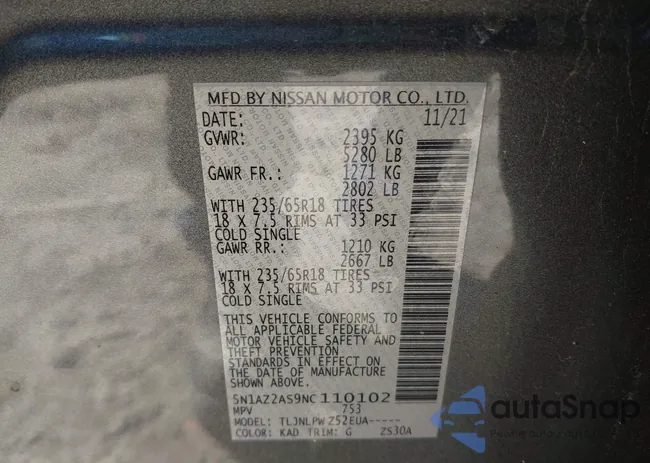 MFD BY NISSAN MOTOR CO., LTD.
DATE: 11/21
GVWR: 2395 KG
5280 LB
GAWR FR.: 1271 KG
2802 LB
WITH 235/65R18 TIRES
18 X 7.5 RIMS AT 33 PSI
COLD SINGLE
GAWR RR.: 1210 KG
2667 LB
WITH 235/65R18 TIRES
18 X 7.5 RIMS AT 33 PSI
COLD SINGLE
THIS VEHICLE CONFORMS TO
ALL APPLICABLE FEDERAL
MOTOR VEHICLE SAFETY AND
THEFT PREVENTION
STANDARDS IN EFFECT ON
THE DATE OF MANUFACTURE
SHOWN ABOVE.
5N1AZ2AS9NC110102
MPV 753
MODEL: TLJNLPW Z52EUA-----
COLOR: KAD TRIM: G ZS30A
autoSnap